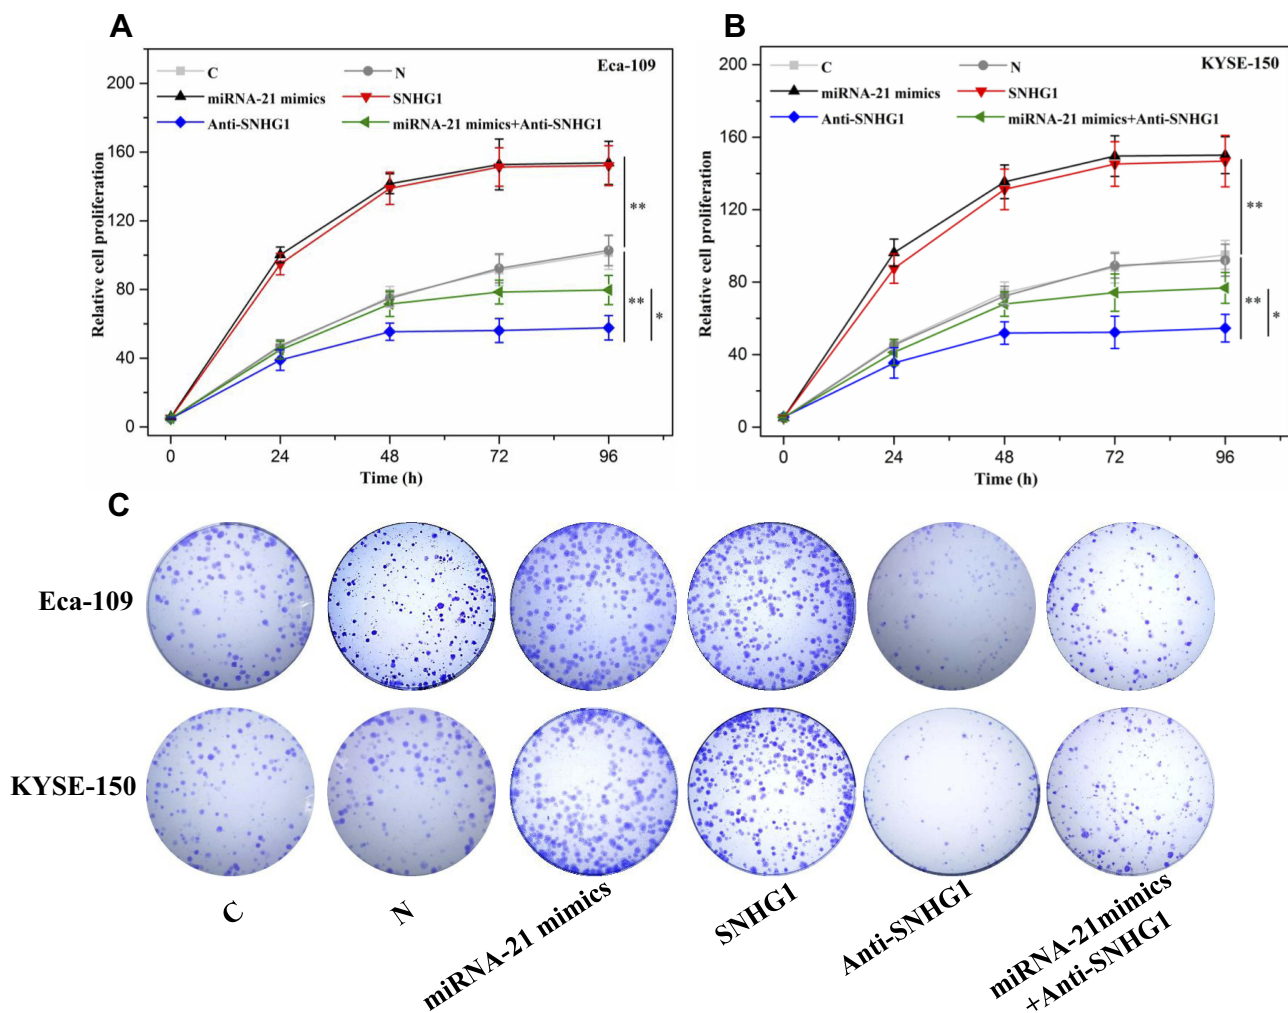 A
B
Eca-109
C
N
miRNA-21 mimics
SNHG1
Anti-SNHG1
miRNA-21 mimics+Anti-SNHG1
Relative cell proliferation
200
160
120
80
40
0
**
**
*
0 24 48 72 96
Time (h)
KYSE-150
C
N
miRNA-21 mimics
SNHG1
Anti-SNHG1
miRNA-21 mimics+Anti-SNHG1
Relative cell proliferation
200
160
120
80
40
0
**
**
*
0 24 48 72 96
Time (h)
C
Eca-109
KYSE-150
C
N
miRNA-21 mimics
SNHG1
Anti-SNHG1
miRNA-21mimics
+Anti-SNHG1